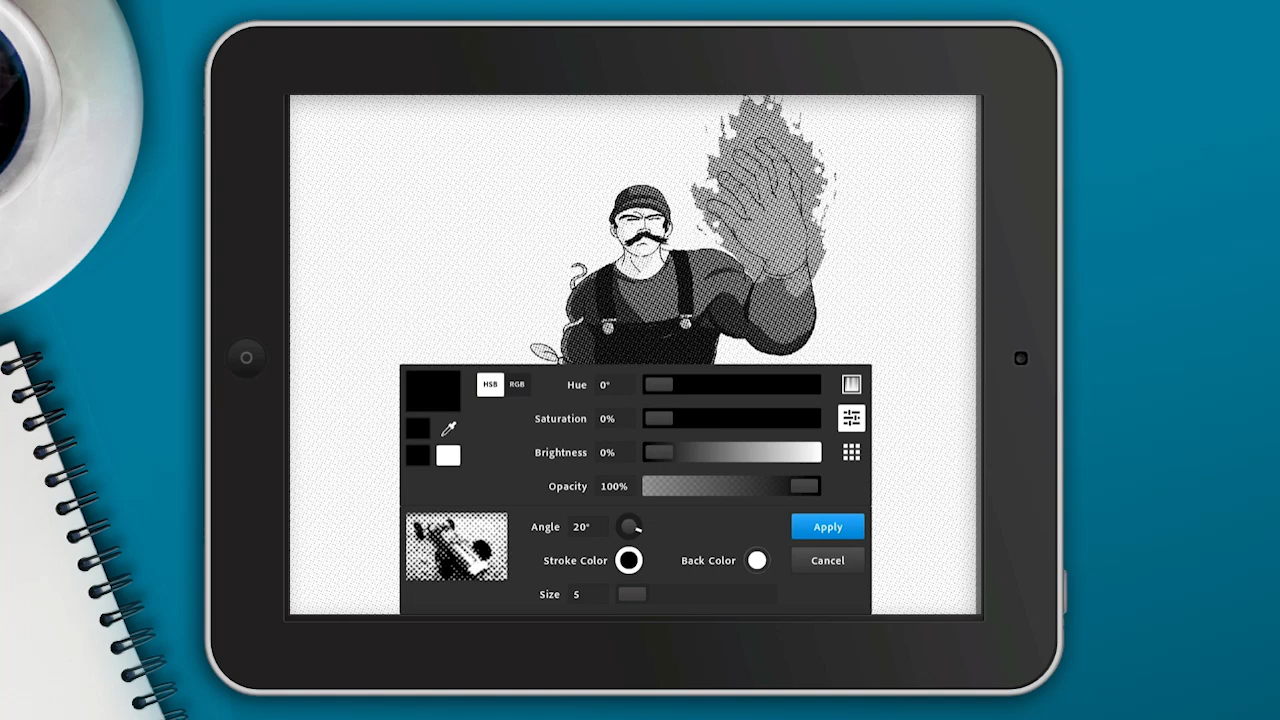 HSB RGB Hue 0°
Saturation 0%
Brightness 0%
Opacity 100%
Angle 20° Apply
Stroke Color Back Color Cancel
Size 5